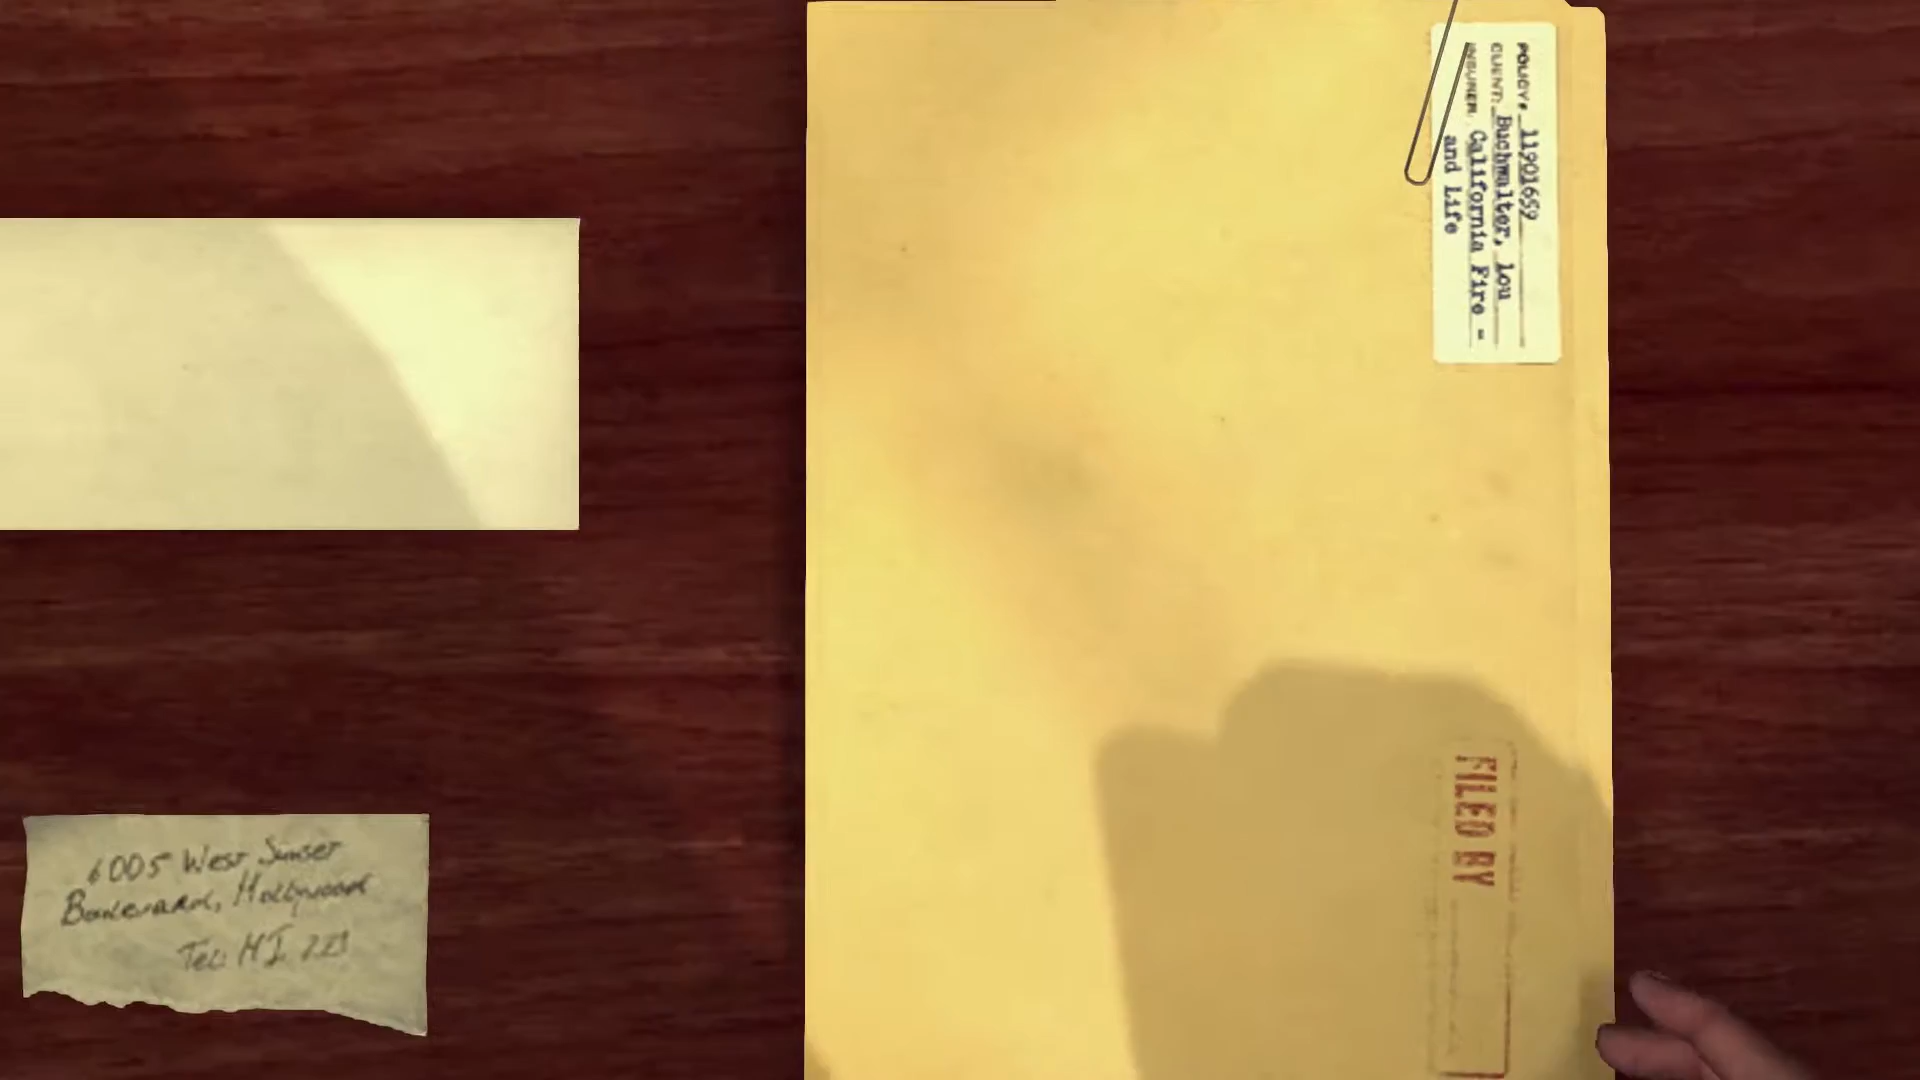 POLICY. 11901659
CLIENT: Buchwalter, Lou
INSURER. California Fire -
and Life
FILED BY
6005 West Sunset
Boulevard, Hollywood
Tel: HI 221